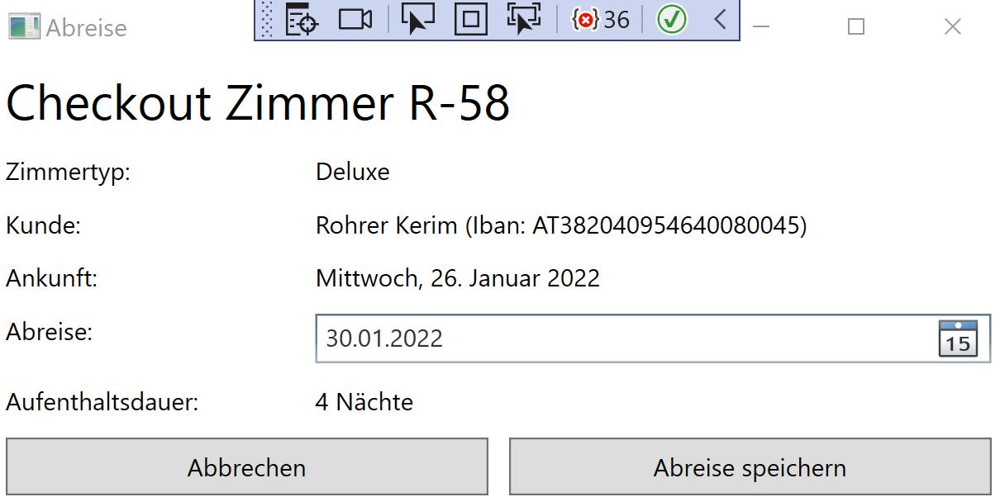 Abreise
36
Checkout Zimmer R-58
Zimmertyp: Deluxe
Kunde: Rohrer Kerim (Iban: AT382040954640080045)
Ankunft: Mittwoch, 26. Januar 2022
Abreise: 30.01.2022 15
Aufenthaltsdauer: 4 Nächte
Abbrechen Abreise speichern